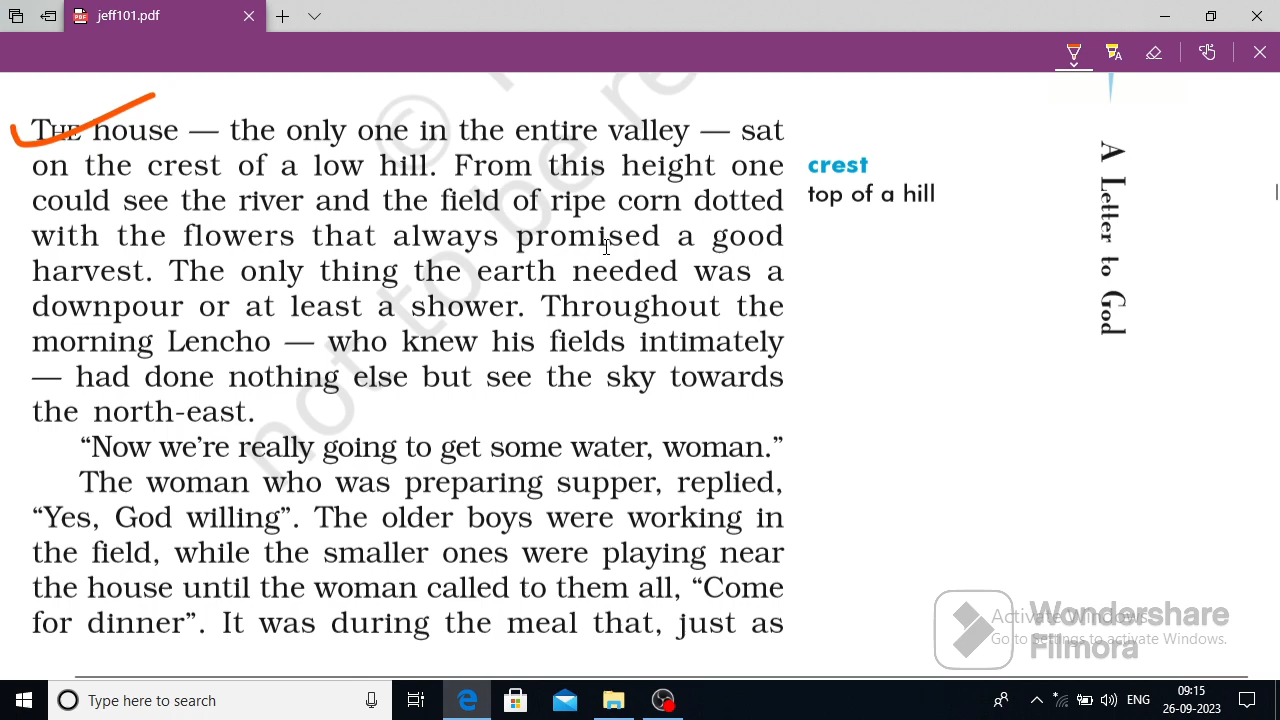 jeff101.pdf
THE house — the only one in the entire valley — sat
on the crest of a low hill. From this height one
could see the river and the field of ripe corn dotted
with the flowers that always promised a good
harvest. The only thing the earth needed was a
downpour or at least a shower. Throughout the
morning Lencho — who knew his fields intimately
— had done nothing else but see the sky towards
the north-east.
“Now we’re really going to get some water, woman.”
The woman who was preparing supper, replied,
“Yes, God willing”. The older boys were working in
the field, while the smaller ones were playing near
the house until the woman called to them all, “Come
for dinner”. It was during the meal that, just as
crest
top of a hill
A Letter to God
© 
not to be re
Activate Windows
Go to Settings to activate Windows.
Wondershare
Filmora
Type here to search
ENG
09:15
26-09-2023